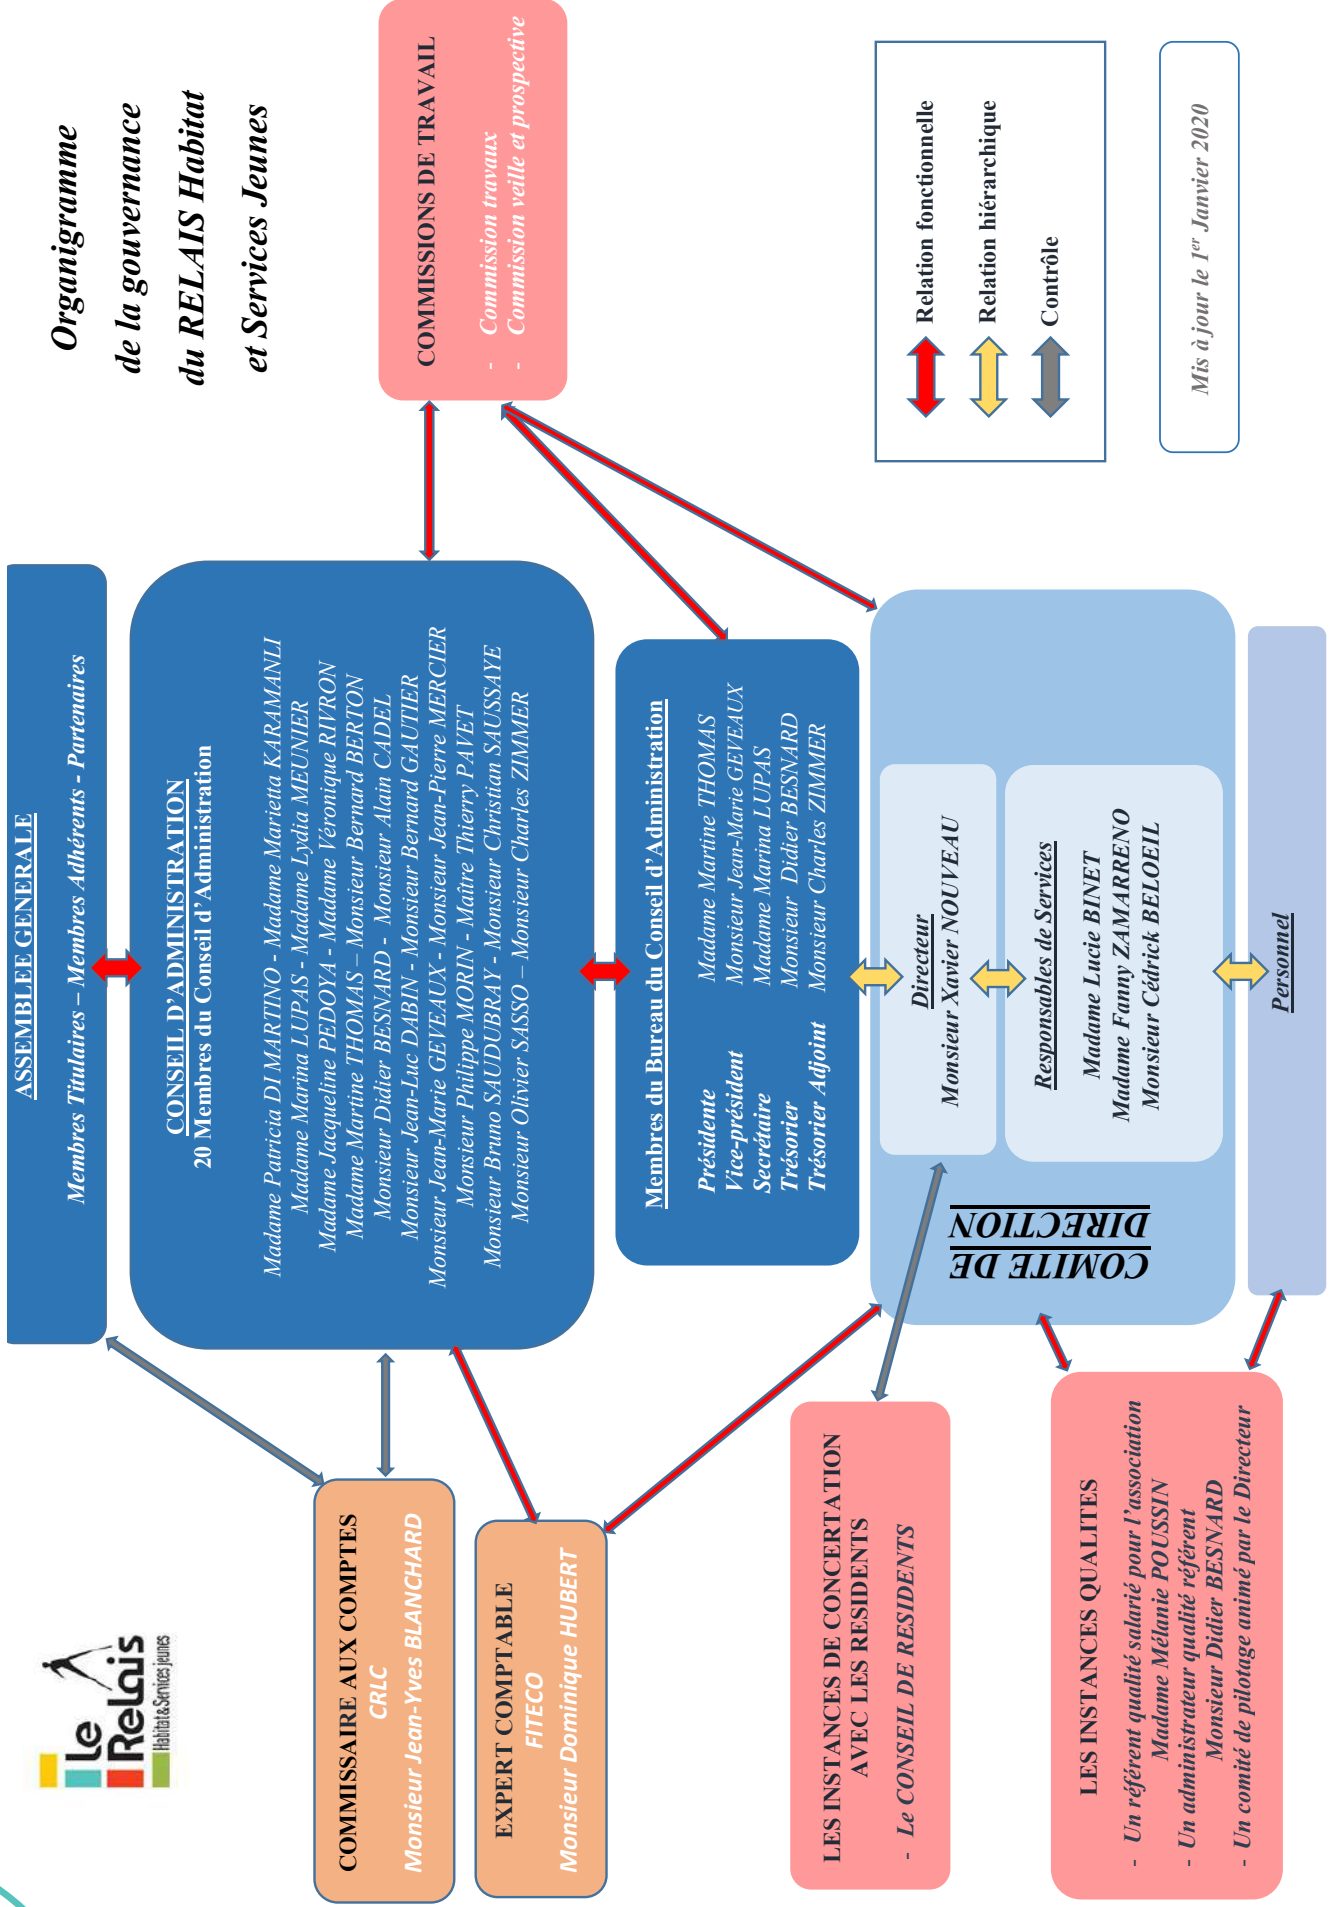 Le
Relais
Habitat & Services jeunes
Organigramme
de la gouvernance
du RELAIS Habitat
et Services Jeunes
ASSEMBLEE GENERALE
Membres Titulaires – Membres Adhérents - Partenaires
CONSEIL D'ADMINISTRATION
20 Membres du Conseil d'Administration
Madame Patricia DI MARTINO - Madame Marietta KARAMANLI
Madame Marina LUPAS - Madame Lydia MEUNIER
Madame Jacqueline PEDOYA - Madame Véronique RIVRON
Madame Martine THOMAS – Monsieur Bernard BERTON
Monsieur Didier BESNARD - Monsieur Alain CADEL
Monsieur Jean-Luc DABIN - Monsieur Bernard GAUTIER
Monsieur Jean-Marie GEVEAUX - Monsieur Jean-Pierre MERCIER
Monsieur Philippe MORIN - Maître Thierry PAVET
Monsieur Bruno SAUDUBRAY - Monsieur Christian SAUSSAYE
Monsieur Olivier SASSO – Monsieur Charles ZIMMER
COMMISSIONS DE TRAVAIL
- Commission travaux
- Commission veille et prospective
COMMISSAIRE AUX COMPTES
CRLC
Monsieur Jean-Yves BLANCHARD
EXPERT COMPTABLE
FITECO
Monsieur Dominique HUBERT
Membres du Bureau du Conseil d'Administration
Présidente Madame Martine THOMAS
Vice-président Monsieur Jean-Marie GEVEAUX
Secrétaire Madame Marina LUPAS
Trésorier Monsieur Didier BESNARD
Trésorier Adjoint Monsieur Charles ZIMMER
LES INSTANCES DE CONCERTATION
AVEC LES RESIDENTS
- Le CONSEIL DE RESIDENTS
COMITE DE
DIRECTION
Directeur
Monsieur Xavier NOUVEAU
Responsables de Services
Madame Lucie BINET
Madame Fanny ZAMARRENO
Monsieur Cédrick BELOEIL
LES INSTANCES QUALITES
- Un référent qualité salarié pour l'association
Madame Mélanie POUSSIN
- Un administrateur qualité référent
Monsieur Didier BESNARD
- Un comité de pilotage animé par le Directeur
Personnel
Relation fonctionnelle
Relation hiérarchique
Contrôle
Mis à jour le 1er Janvier 2020